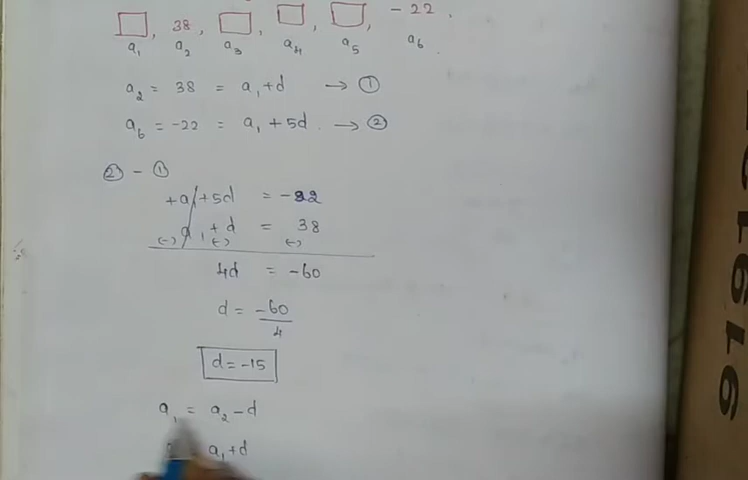 ☐, 38, ☐, ☐, ☐, -22.
a₁ a₂ a₃ a₄ a₅ a₆
a₂ = 38 = a₁+d → ①
a₆ = -22 = a₁ + 5d. → ②
② - ①
+a₁+5d = -22
a₁ + d = 38
(-) (-) (-)
4d = -60
d = -60/4
d = -15
a₁ = a₂ - d
a₁+d